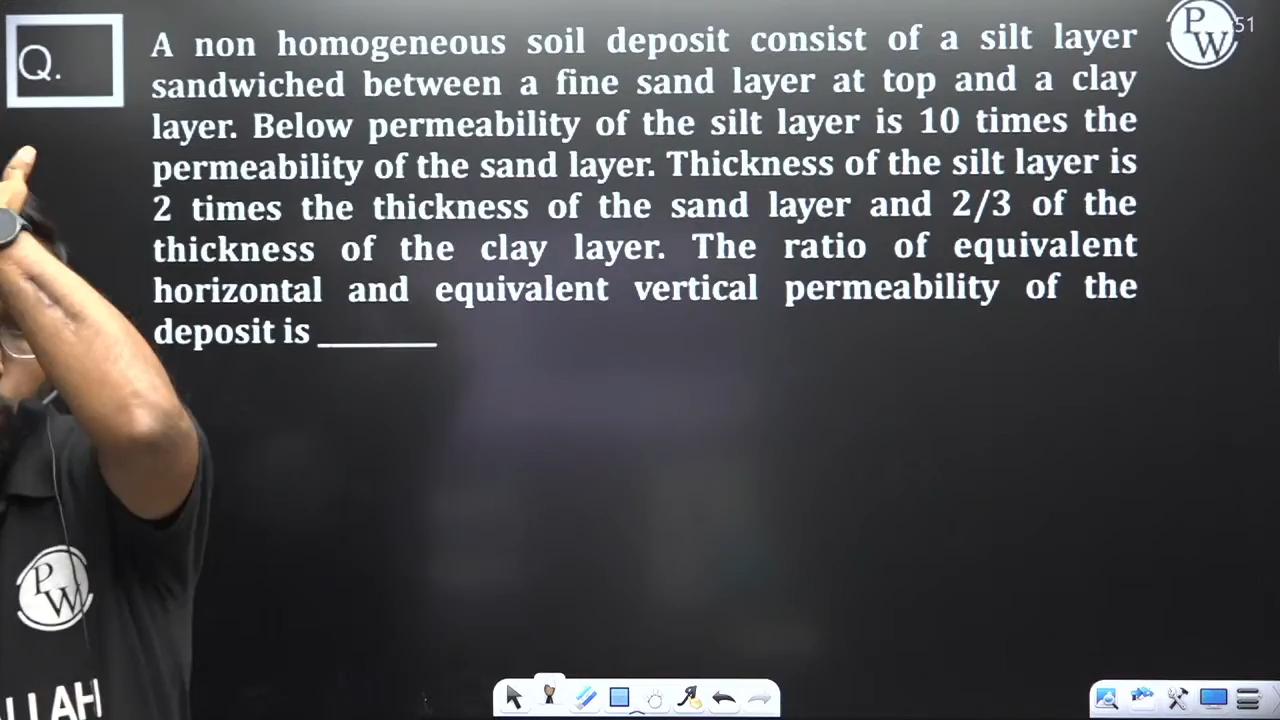 Q.
A non homogeneous soil deposit consist of a silt layer
sandwiched between a fine sand layer at top and a clay
layer. Below permeability of the silt layer is 10 times the
permeability of the sand layer. Thickness of the silt layer is
2 times the thickness of the sand layer and 2/3 of the
thickness of the clay layer. The ratio of equivalent
horizontal and equivalent vertical permeability of the
deposit is ________
P
W
51
P
W
LLAH